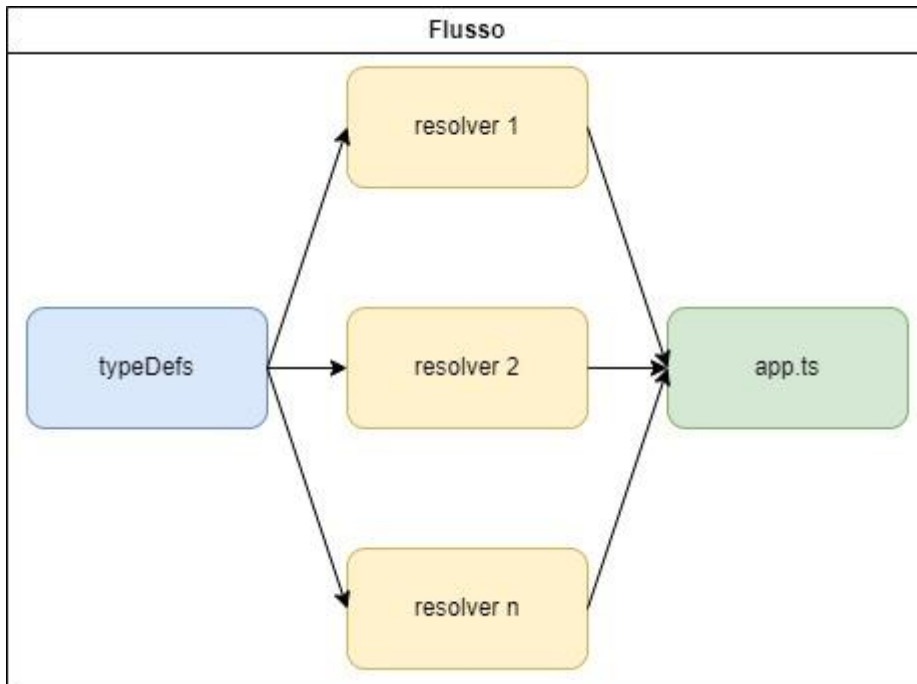 Flusso
resolver 1
typeDefs
resolver 2
app.ts
resolver n